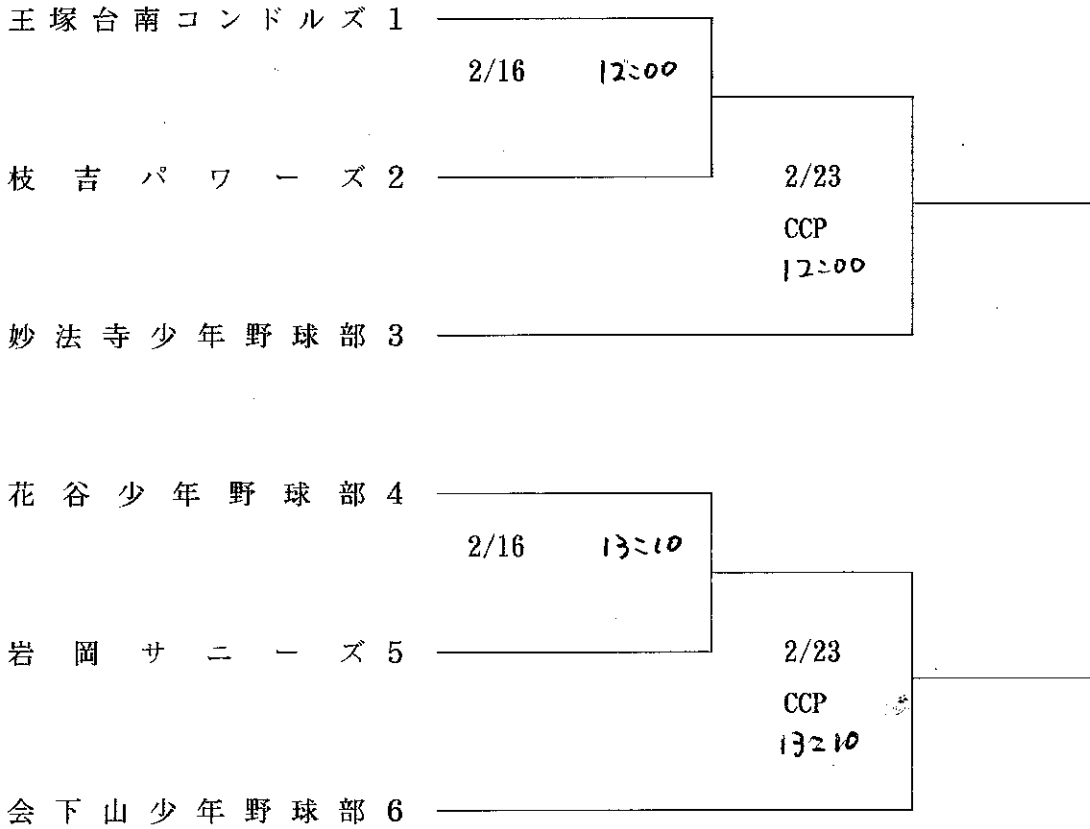 王塚台南コンドルズ 1
2/16 12:00
枝吉パワーズ 2
2/23
CCP
12:00
妙法寺少年野球部 3
花谷少年野球部 4
2/16 13:10
岩岡サニーズ 5
2/23
CCP
13:10
会下山少年野球部 6